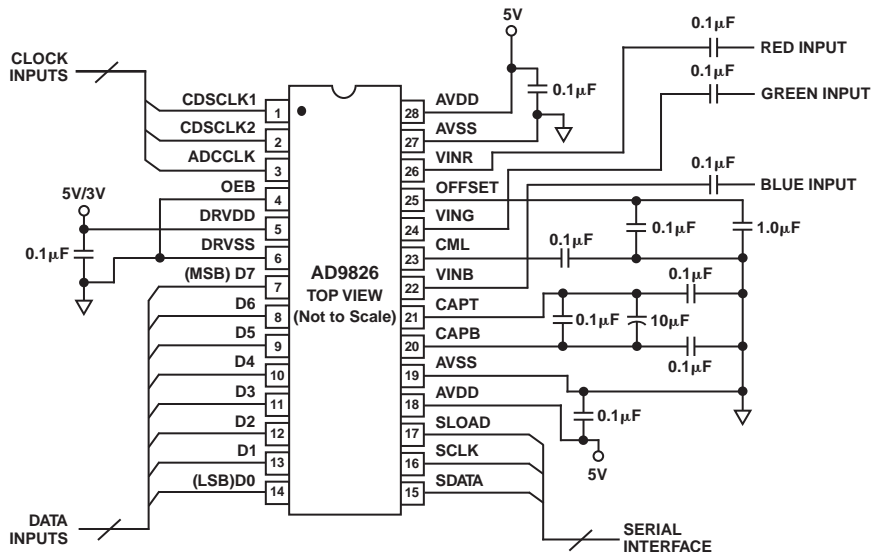 CLOCK
INPUTS
CDSCLK1
CDSCLK2
ADCCLK
OEB
5V/3V
DRVDD
DRVSS
0.1μF
(MSB) D7
D6
D5
D4
D3
D2
D1
(LSB)D0
DATA
INPUTS
1
2
3
4
5
6
7
8
9
10
11
12
13
14
AD9826
TOP VIEW
(Not to Scale)
28
27
26
25
24
23
22
21
20
19
18
17
16
15
AVDD
AVSS
VINR
OFFSET
VING
CML
VINB
CAPT
CAPB
AVSS
AVDD
SLOAD
SCLK
SDATA
5V
0.1μF
0.1μF
RED INPUT
0.1μF
GREEN INPUT
0.1μF
BLUE INPUT
0.1μF
1.0μF
0.1μF
0.1μF
0.1μF
10μF
0.1μF
0.1μF
5V
SERIAL
INTERFACE